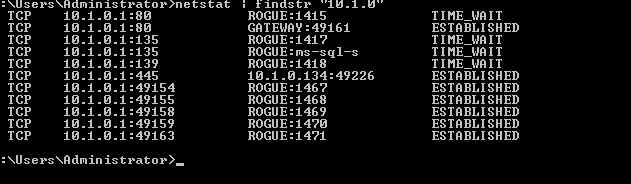 :\Users\Administrator>netstat | findstr "10.1.0"
TCP 10.1.0.1:80 ROGUE:1415 TIME_WAIT
TCP 10.1.0.1:80 GATEWAY:49161 ESTABLISHED
TCP 10.1.0.1:135 ROGUE:1417 TIME_WAIT
TCP 10.1.0.1:135 ROGUE:ms-sql-s TIME_WAIT
TCP 10.1.0.1:139 ROGUE:1418 TIME_WAIT
TCP 10.1.0.1:445 10.1.0.134:49226 ESTABLISHED
TCP 10.1.0.1:49154 ROGUE:1467 ESTABLISHED
TCP 10.1.0.1:49155 ROGUE:1468 ESTABLISHED
TCP 10.1.0.1:49158 ROGUE:1469 ESTABLISHED
TCP 10.1.0.1:49159 ROGUE:1470 ESTABLISHED
TCP 10.1.0.1:49163 ROGUE:1471 ESTABLISHED
:\Users\Administrator>_